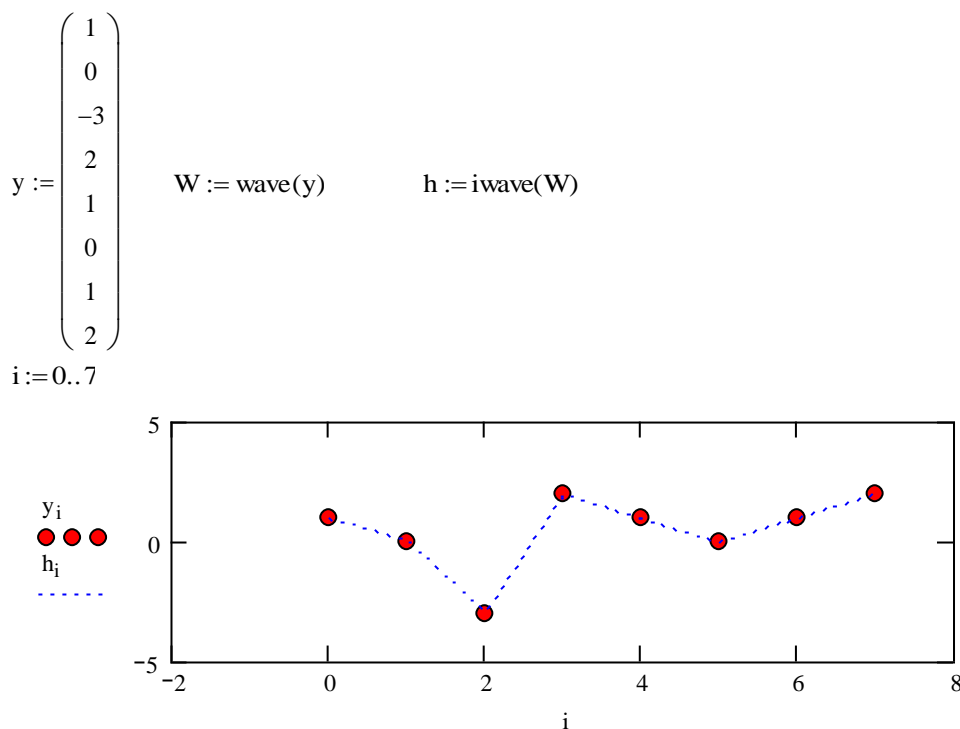 1
0
−3
2
y := 1 W := wave(y) h := iwave(W)
0
1
2
i := 0.. 7
5
y_i
0
h_i
−5
−2 0 2 4 6 8
i